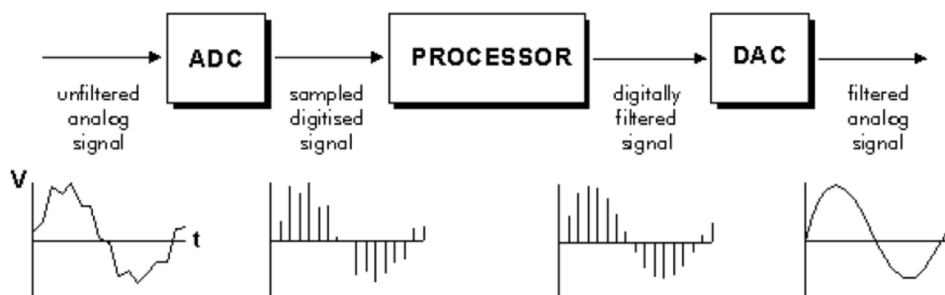 ADC
PROCESSOR
DAC
unfiltered
analog
signal
sampled
digitised
signal
digitally
filtered
signal
filtered
analog
signal
V
t